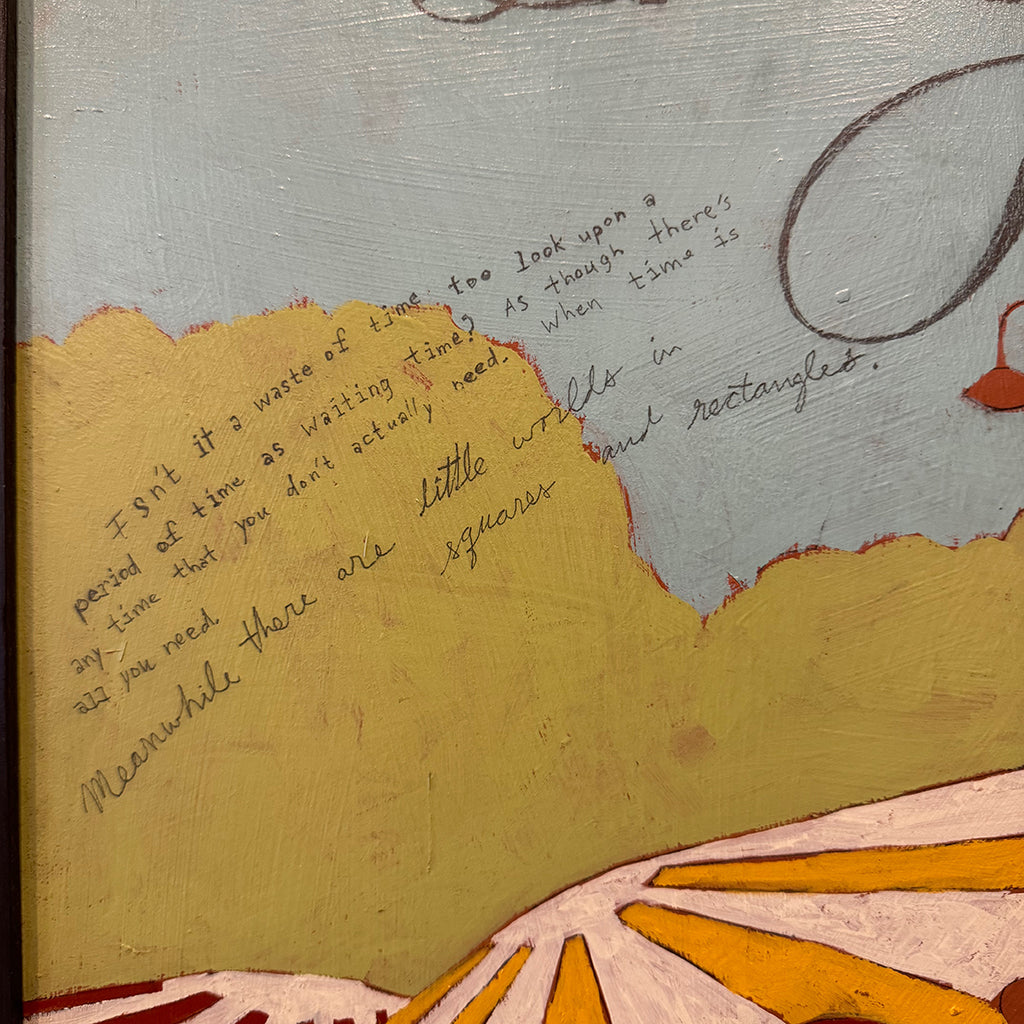 Isn't it a waste of time too look upon a
period of time as waiting time? As though there's
any time that you don't actually need. When time is
all you need.
Meanwhile there are little worlds in
squares and rectangles.